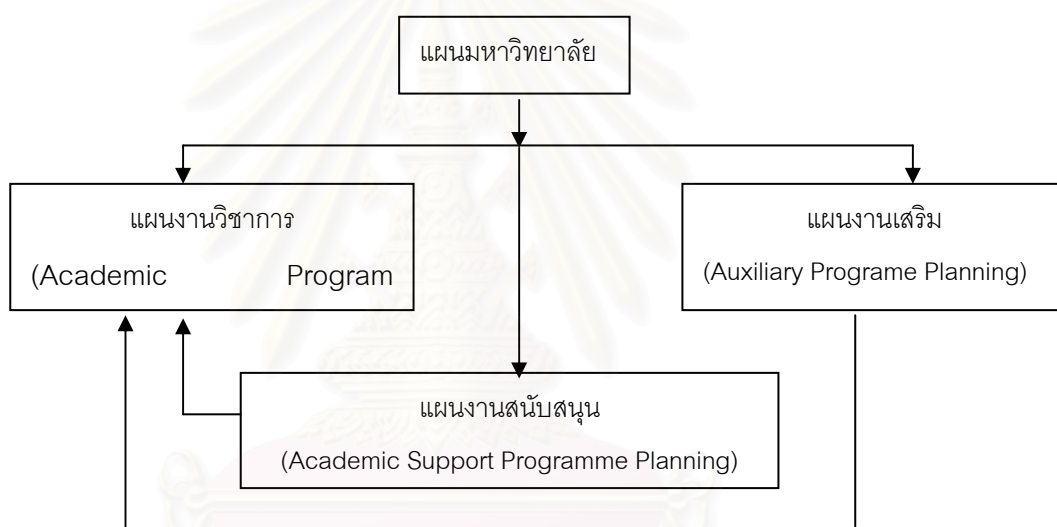 แผนมหาวิทยาลัย
แผนงานวิชาการ
(Academic Program
แผนงานเสริม
(Auxiliary Programe Planning)
แผนงานสนับสนุน
(Academic Support Programme Planning)